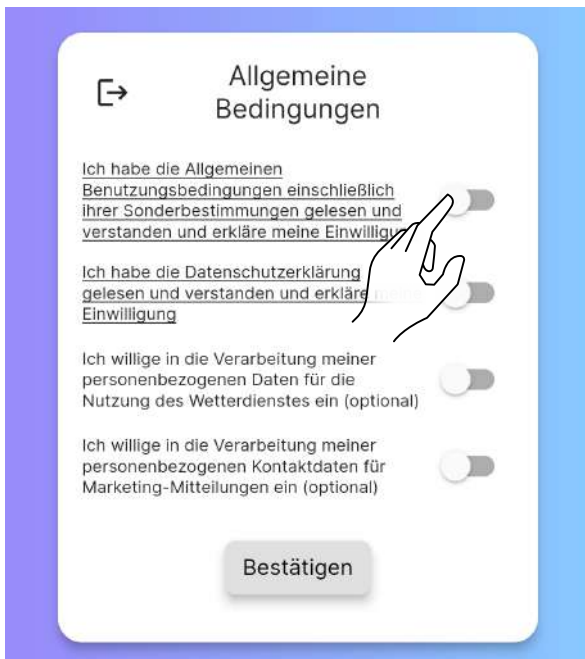 Allgemeine
Bedingungen
Ich habe die Allgemeinen
Benutzungsbedingungen einschließlich
ihrer Sonderbestimmungen gelesen und
verstanden und erkläre meine
Ich habe die Datenschutzerklärung
gelesen und verstanden und erkläre
Einwilligung
Ich willige in die Verarbeitung meiner
personenbezogenen Daten für die
Nutzung des Wetterdienstes ein (optional)
Ich willige in die Verarbeitung meiner
personenbezogenen Kontaktdaten für
Marketing-Mitteilungen ein (optional)
Bestätigen